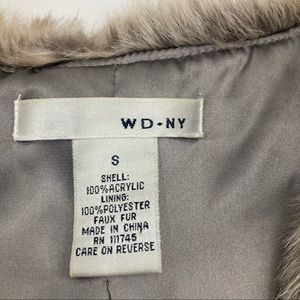 WD•NY
S
SHELL:
100%ACRYLIC
LINING:
100%POLYESTER
FAUX FUR
MADE IN CHINA
RN 111745
CARE ON REVERSE